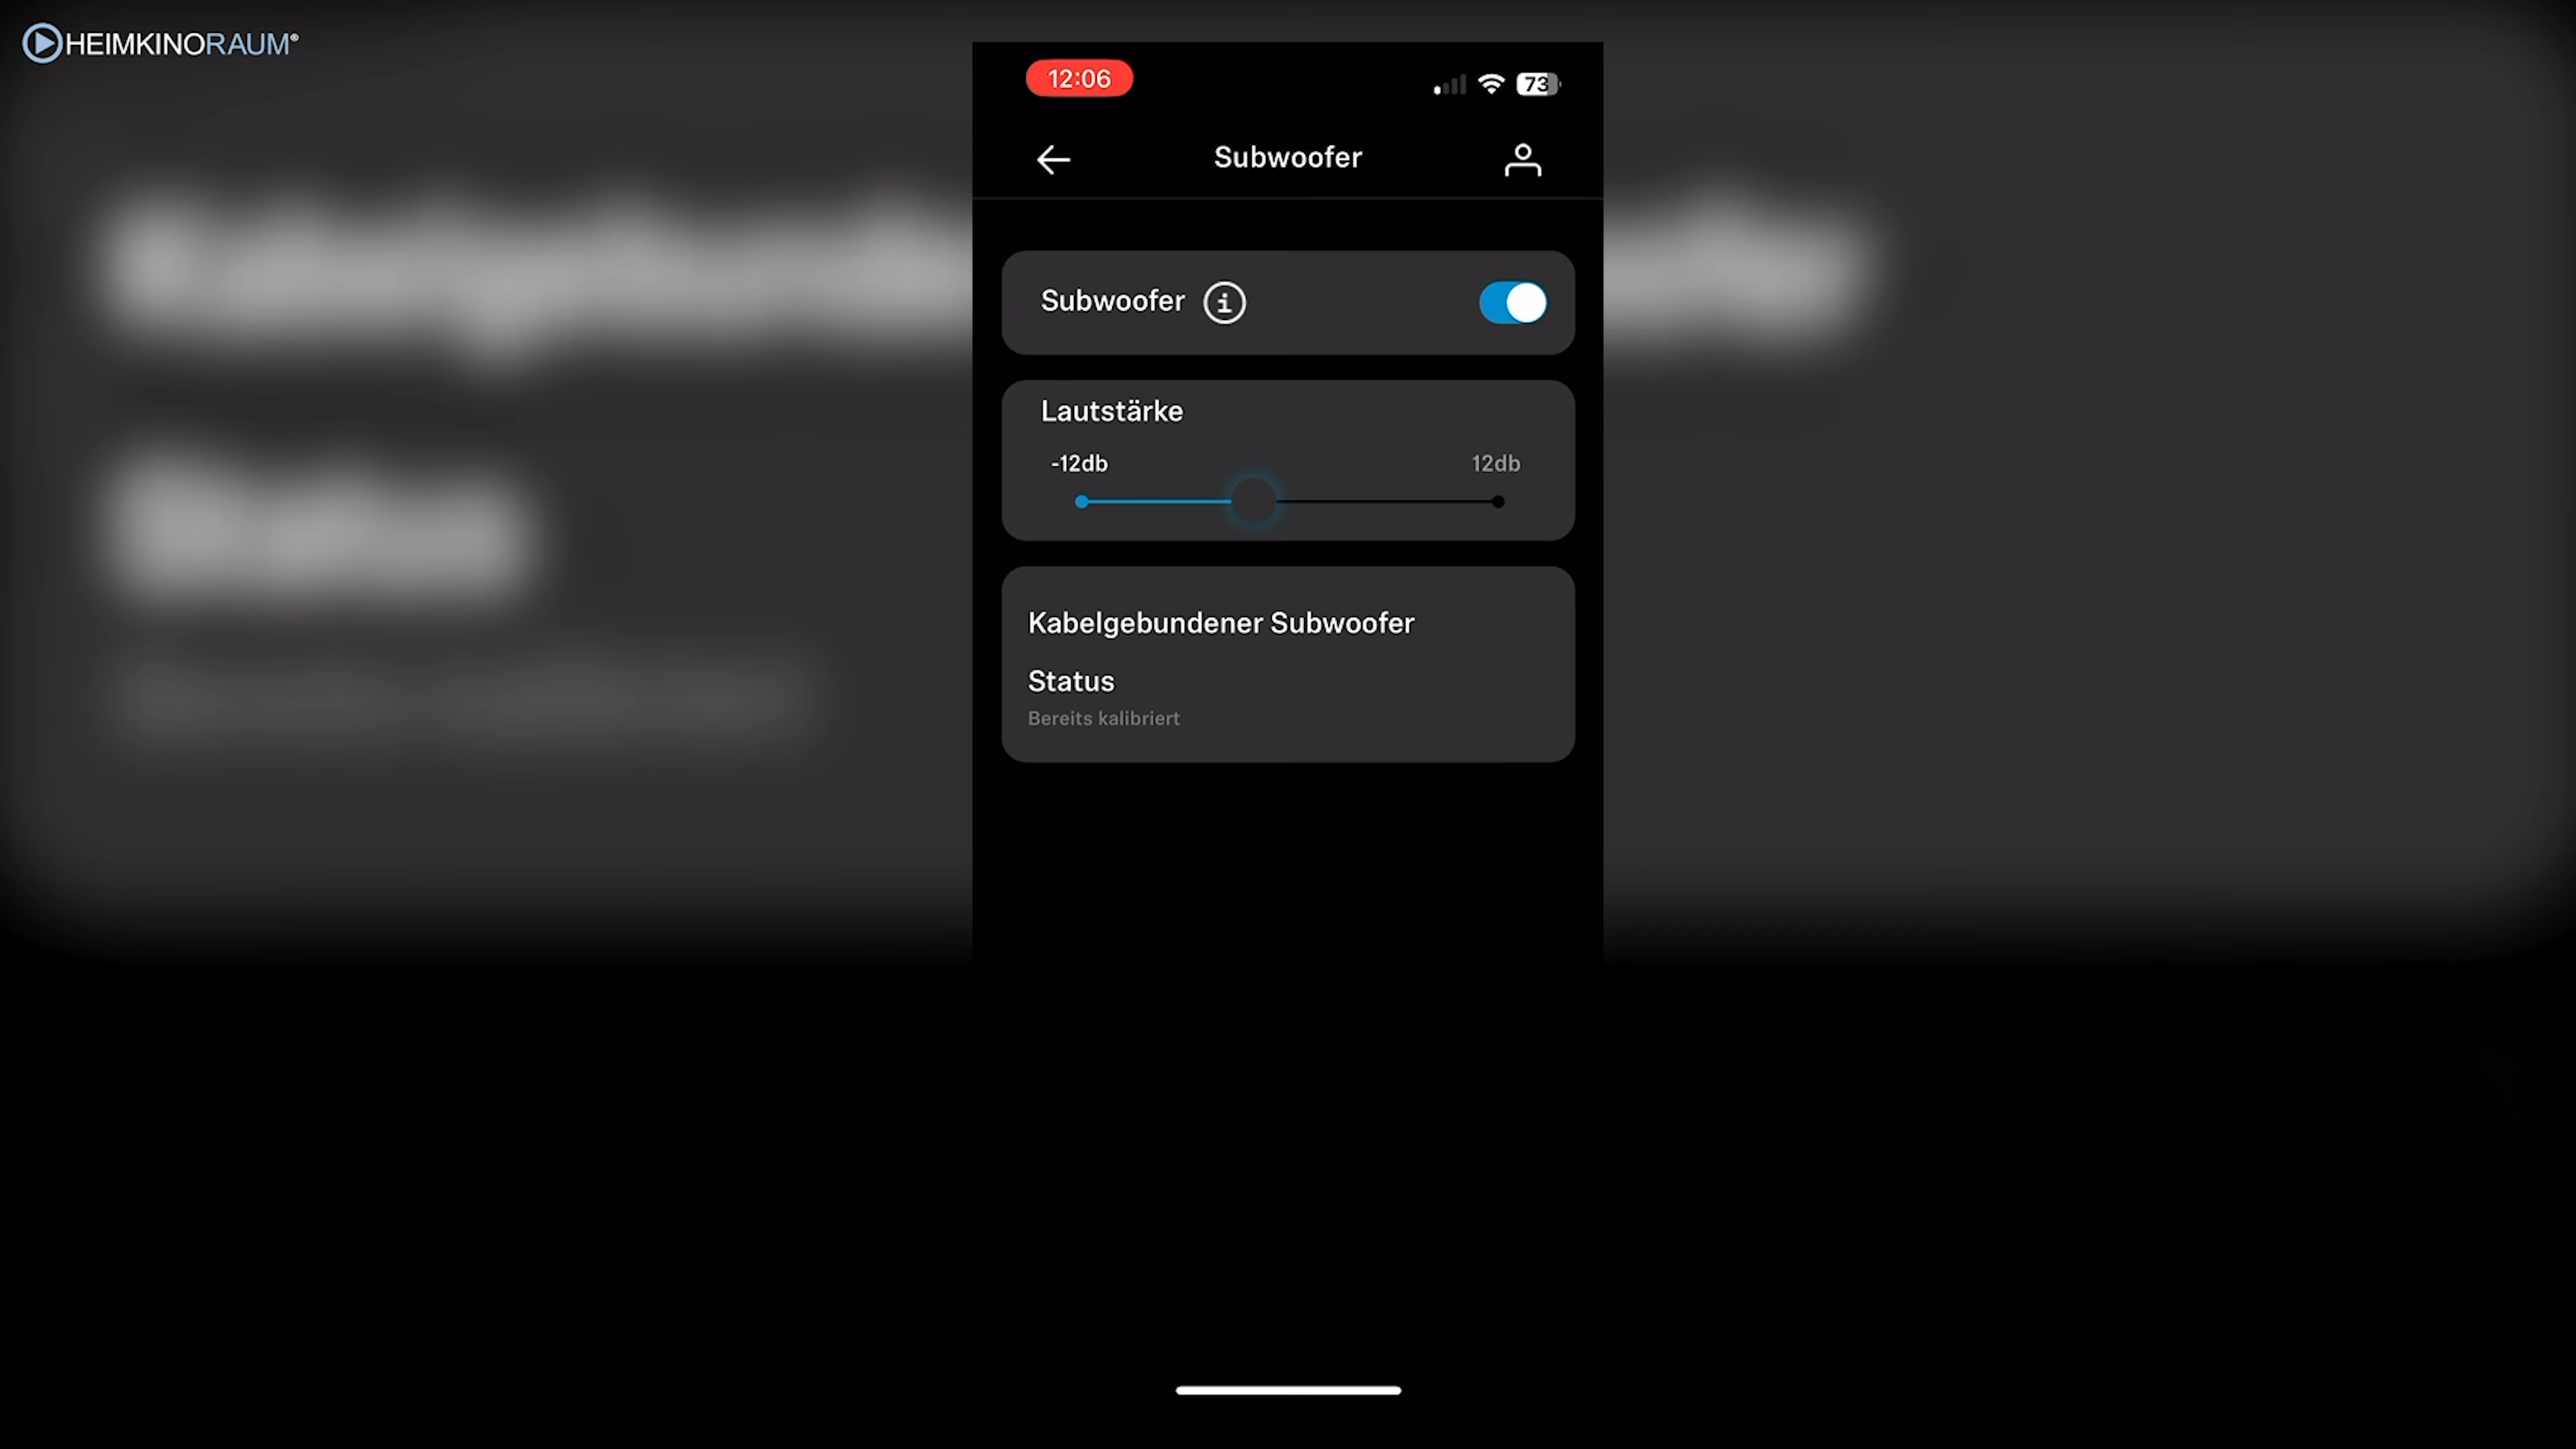 HEIMKINORAUM®
12:06
73
Subwoofer
Subwoofer
Lautstärke
-12db 12db
Kabelgebundener Subwoofer
Status
Bereits kalibriert